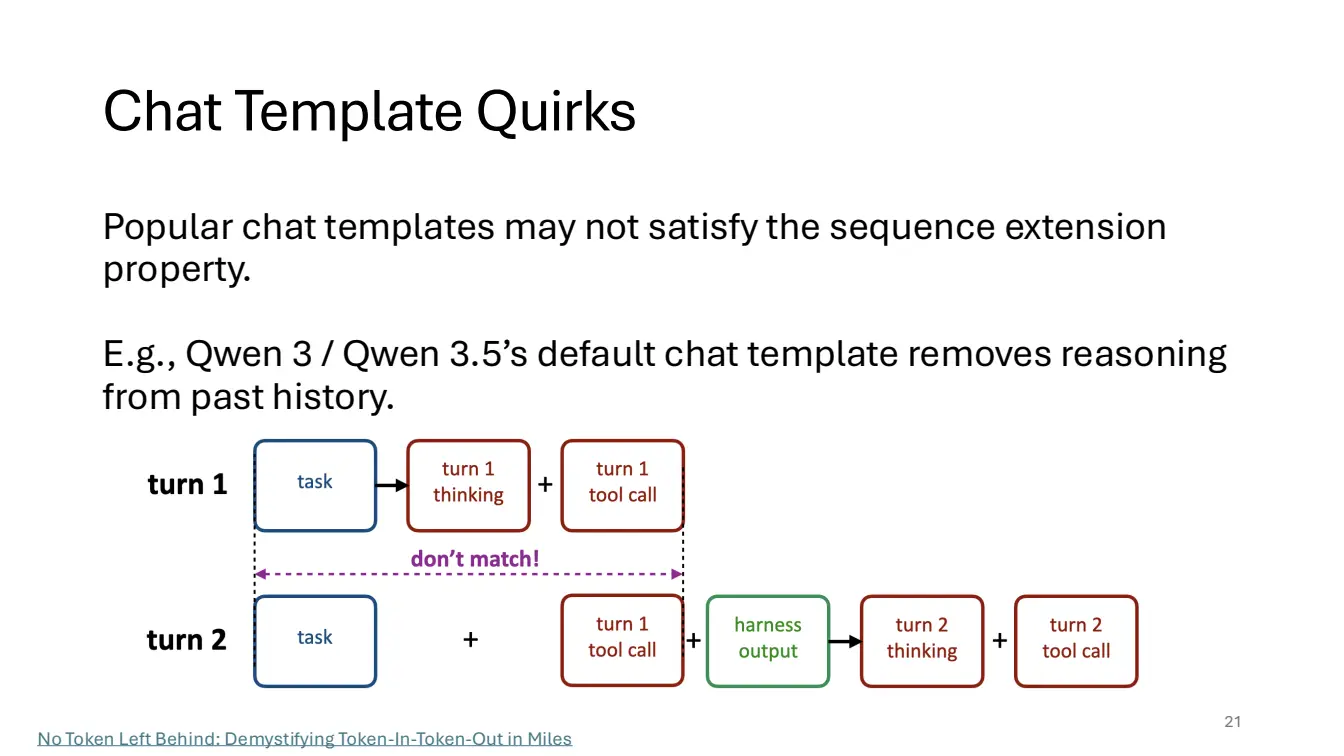 Chat Template Quirks
Popular chat templates may not satisfy the sequence extension
property.
E.g., Qwen 3 / Qwen 3.5’s default chat template removes reasoning
from past history.
turn 1
task
turn 1
thinking
+
turn 1
tool call
don’t match!
turn 2
task
+
turn 1
tool call
+
harness
output
turn 2
thinking
+
turn 2
tool call
21
No Token Left Behind: Demystifying Token-In-Token-Out in Miles